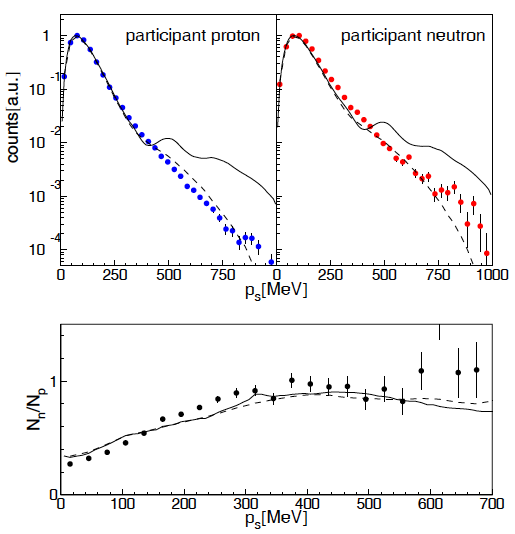 participant proton
participant neutron
counts[a.u.]
1
10 -1
10 -2
10 -3
10 -4
0 250 500 750 0 250 500 750 1000
p_s[MeV]
p_s[MeV]
N_n/N_p
1
0
0 100 200 300 400 500 600 700
p_s[MeV]